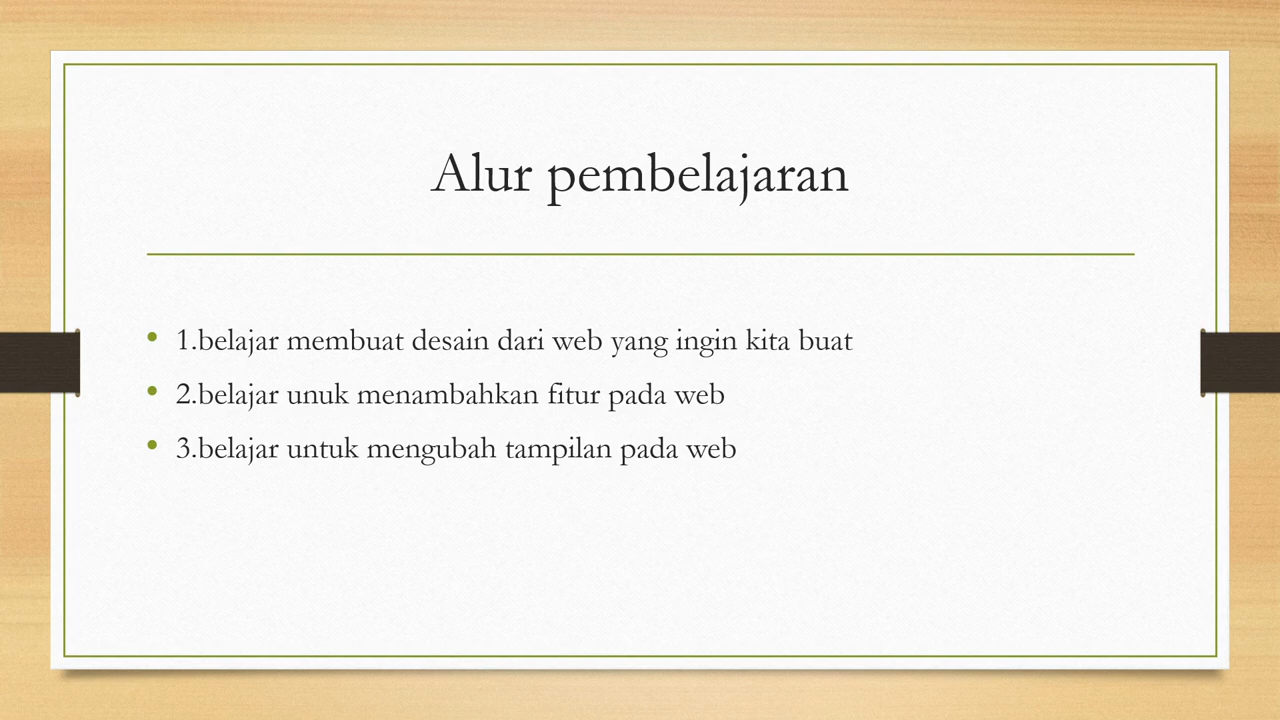 Alur pembelajaran
• 1.belajar membuat desain dari web yang ingin kita buat
• 2.belajar unuk menambahkan fitur pada web
• 3.belajar untuk mengubah tampilan pada web